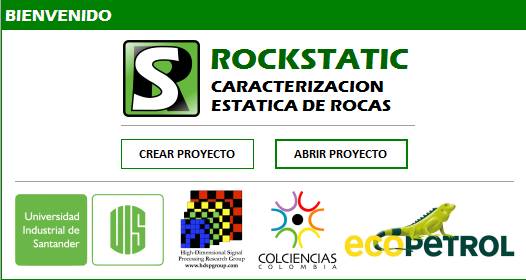 BIENVENIDO
SR
ROCKSTATIC
CARACTERIZACION
ESTATICA DE ROCAS
CREAR PROYECTO
ABRIR PROYECTO
Universidad
Industrial de
Santander
UIS
High-Dimensional Signal
Processing Research Group
www.hdspgroup.com
COLCIENCIAS
COLOMBIA
ecoPETROL